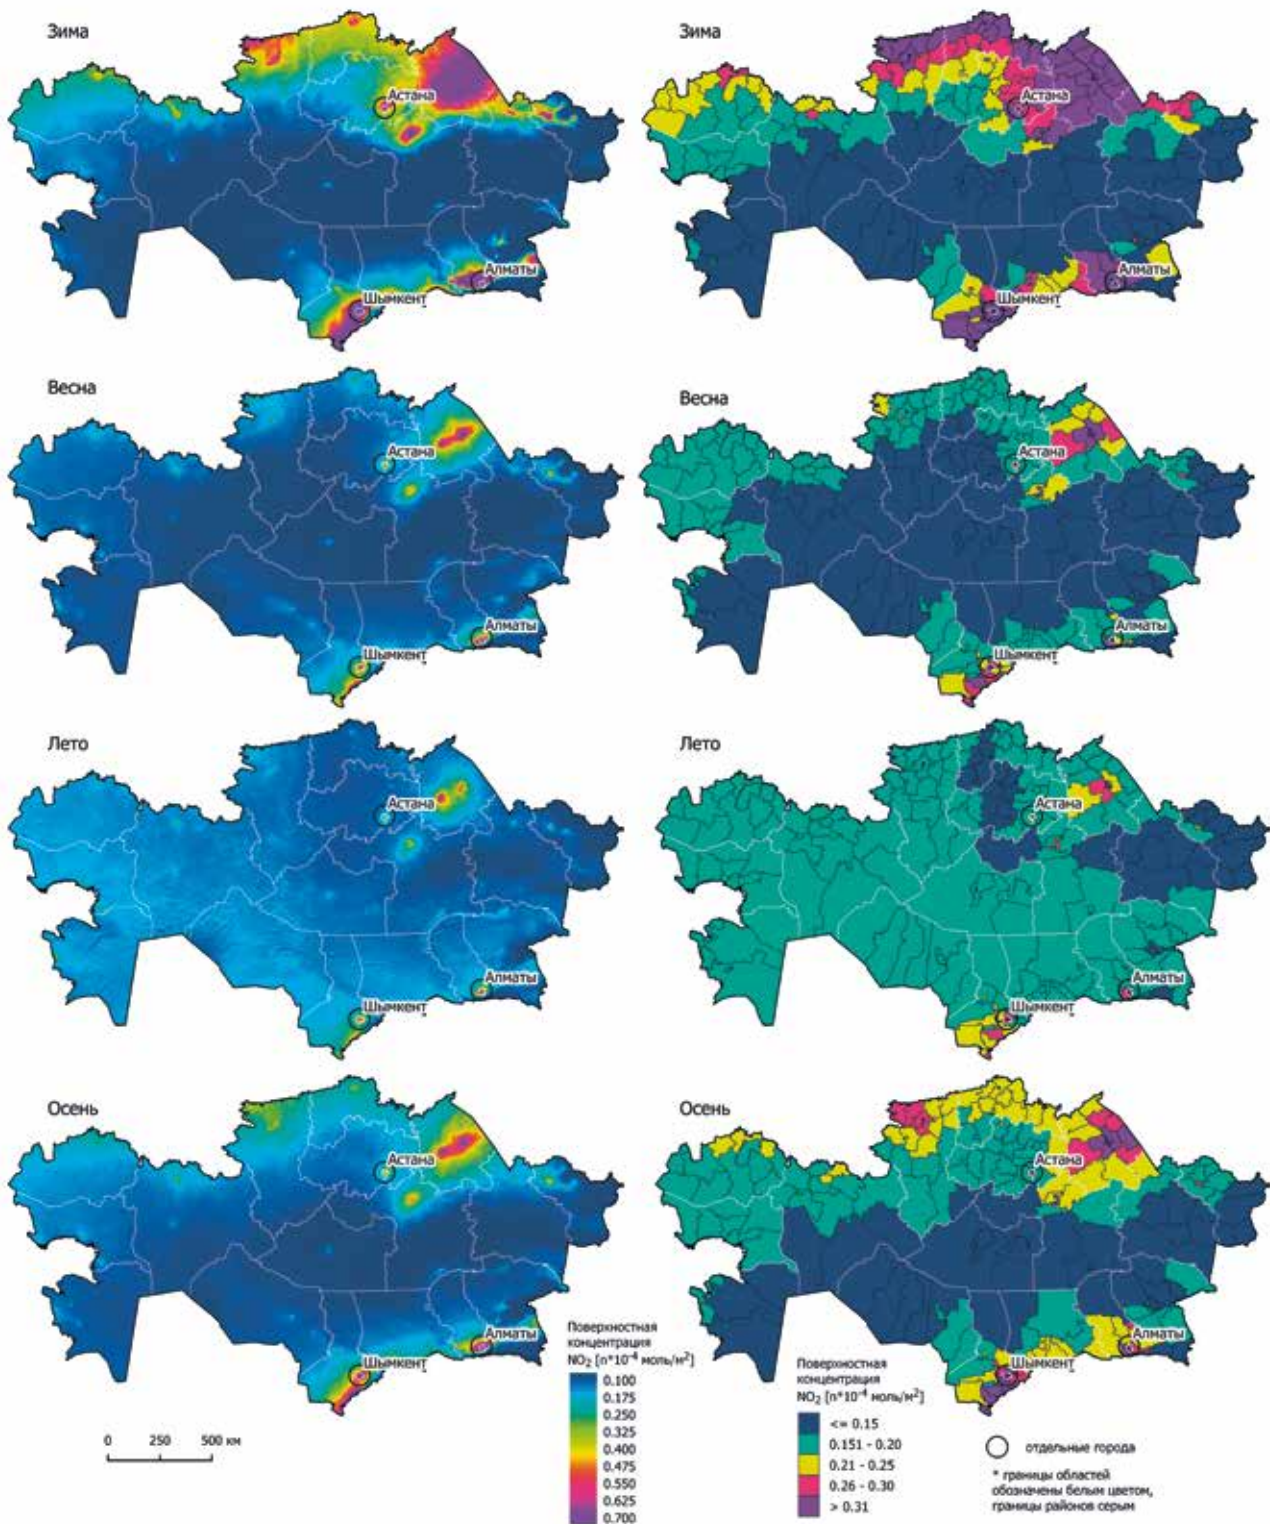 Зима
Зима
Астана
Алматы
Шымкент
Астана
Алматы
Шымкент
Весна
Весна
Астана
Алматы
Шымкент
Астана
Алматы
Шымкент
Лето
Лето
Астана
Алматы
Шымкент
Астана
Алматы
Шымкент
Осень
Осень
Астана
Алматы
Шымкент
Астана
Алматы
Шымкент
0 250 500 км
Поверхностная
концентрация
NO2 [n*10-4 моль/м2]
0.100
0.175
0.250
0.325
0.400
0.475
0.550
0.625
0.700
Поверхностная
концентрация
NO2 [n*10-4 моль/м2]
<= 0.15
0.151 - 0.20
0.21 - 0.25
0.26 - 0.30
> 0.31
отдельные города
* границы областей
обозначены белым цветом,
границы районов серым